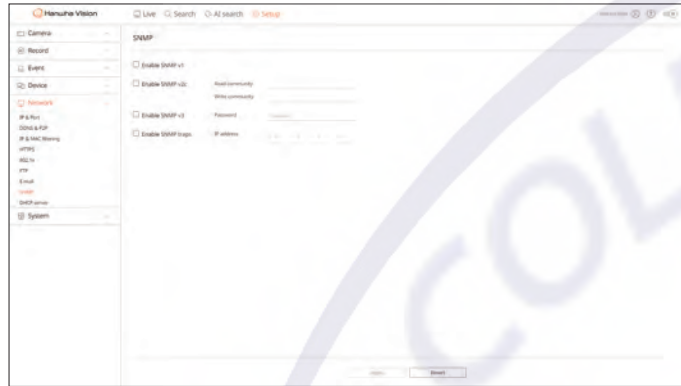 Hanwha Vision
Live Search AI search Setup
Camera
Record
Event
Device
Network
IP & Port
DDNS & P2P
IP & MAC filtering
HTTPS
802.1x
FTP
E-mail
SNMP
DHCP server
System
SNMP
Enable SNMP v1
Enable SNMP v2c Read community
Write community
Enable SNMP v3 Password
Enable SNMP traps IP address
Revert
COL